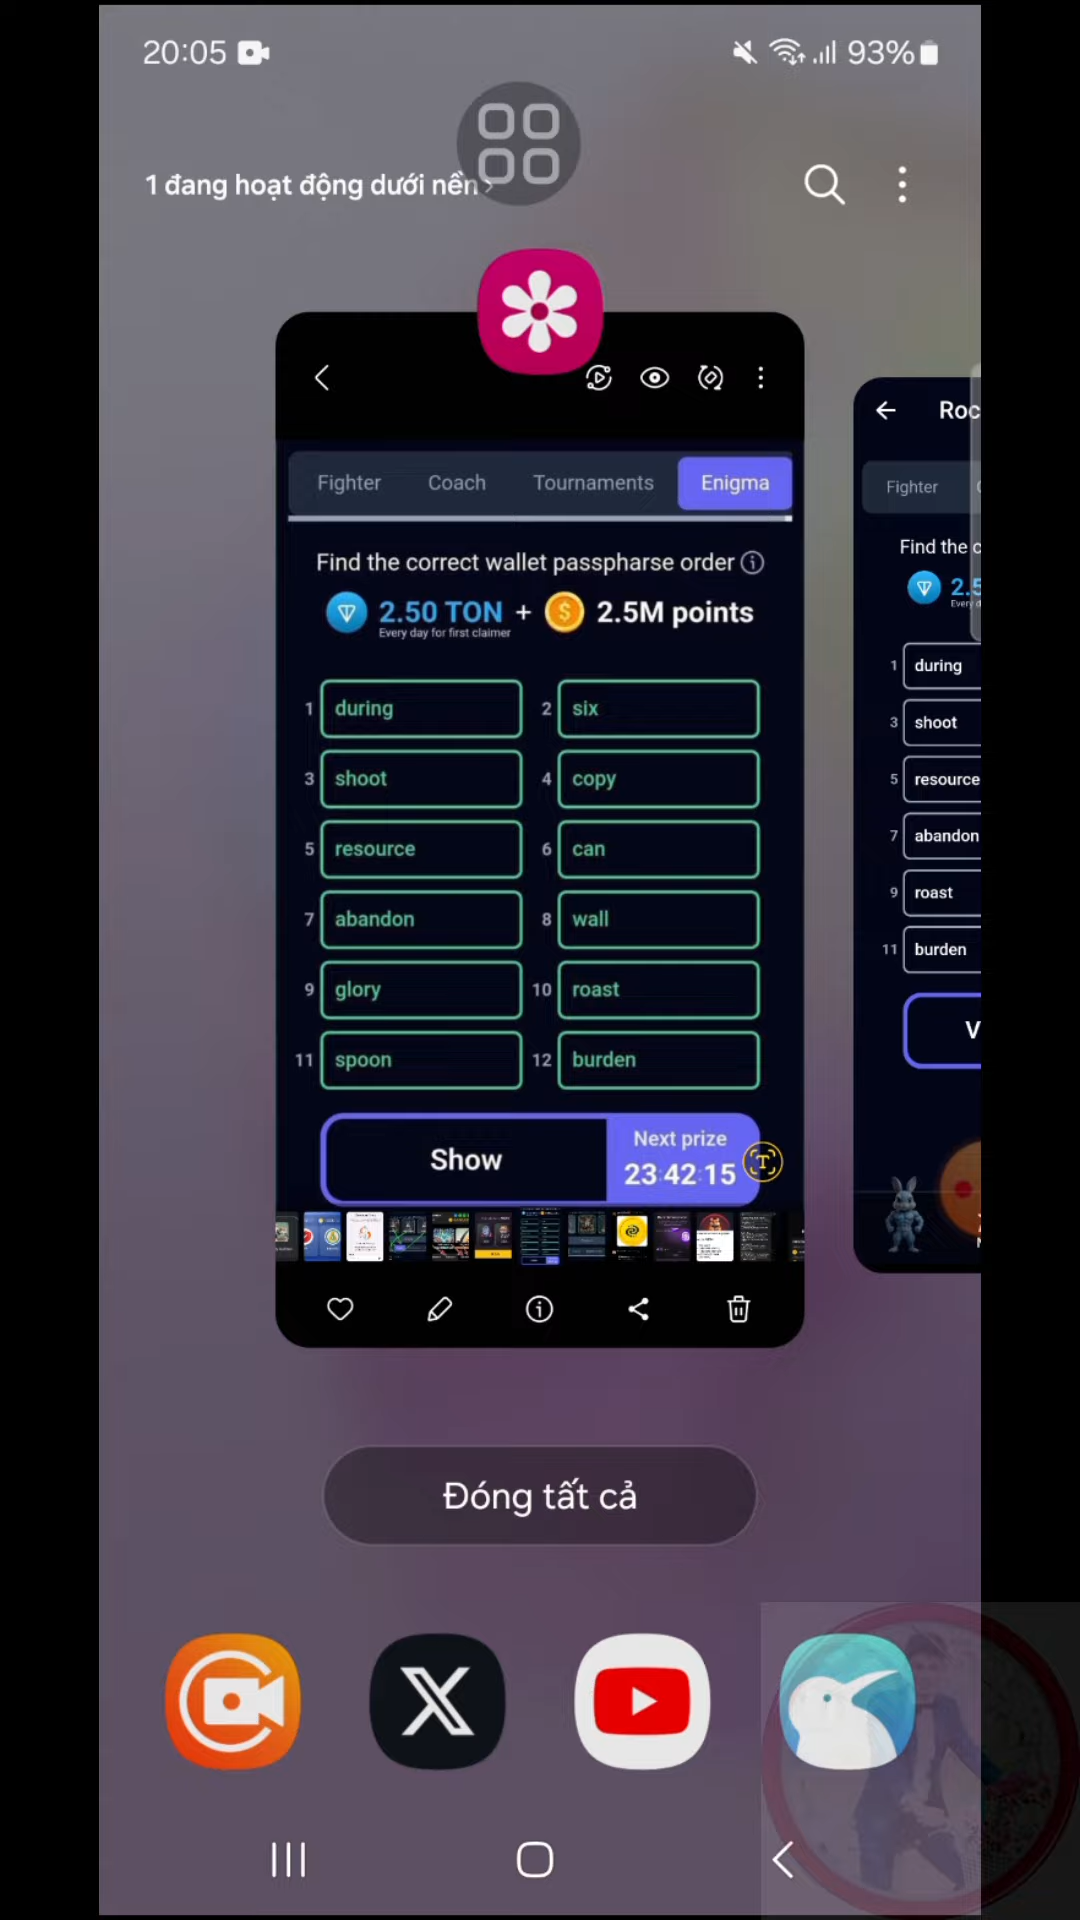 20:05
93%
1 đang hoạt động dưới nền >
Fighter Coach Tournaments Enigma
Find the correct wallet passpharse order
2.50 TON + 2.5M points
Every day for first claimer
1 during 2 six
3 shoot 4 copy
5 resource 6 can
7 abandon 8 wall
9 glory 10 roast
11 spoon 12 burden
Show
Next prize
23:42:15
T
Roc
Fighter
Find the c
2.5
Every d
1 during
3 shoot
5 resource
7 abandon
9 roast
11 burden
V
Đóng tất cả